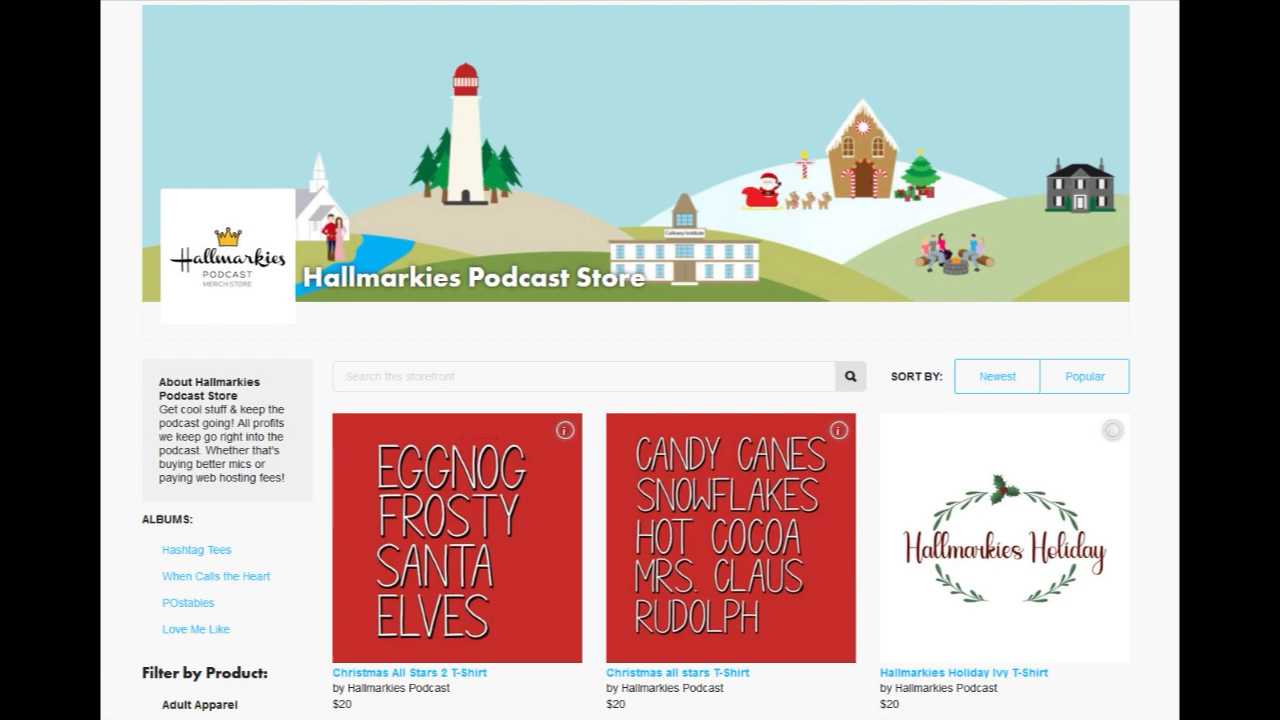 Culinary Institute
Hallmarkies
PODCAST
MERCH STORE
Hallmarkies Podcast Store
About Hallmarkies
Podcast Store
Get cool stuff & keep the
podcast going! All profits
we keep go right into the
podcast. Whether that's
buying better mics or
paying web hosting fees!
Search this storefront
SORT BY:
Newest
Popular
ALBUMS:
Hashtag Tees
When Calls the Heart
POstables
Love Me Like
Filter by Product:
Adult Apparel
EGGNOG
FROSTY
SANTA
ELVES
Christmas All Stars 2 T-Shirt
by Hallmarkies Podcast
$20
CANDY CANES
SNOWFLAKES
HOT COCOA
MRS. CLAUS
RUDOLPH
Christmas all stars T-Shirt
by Hallmarkies Podcast
$20
Hallmarkies Holiday
Hallmarkies Holiday Ivy T-Shirt
by Hallmarkies Podcast
$20